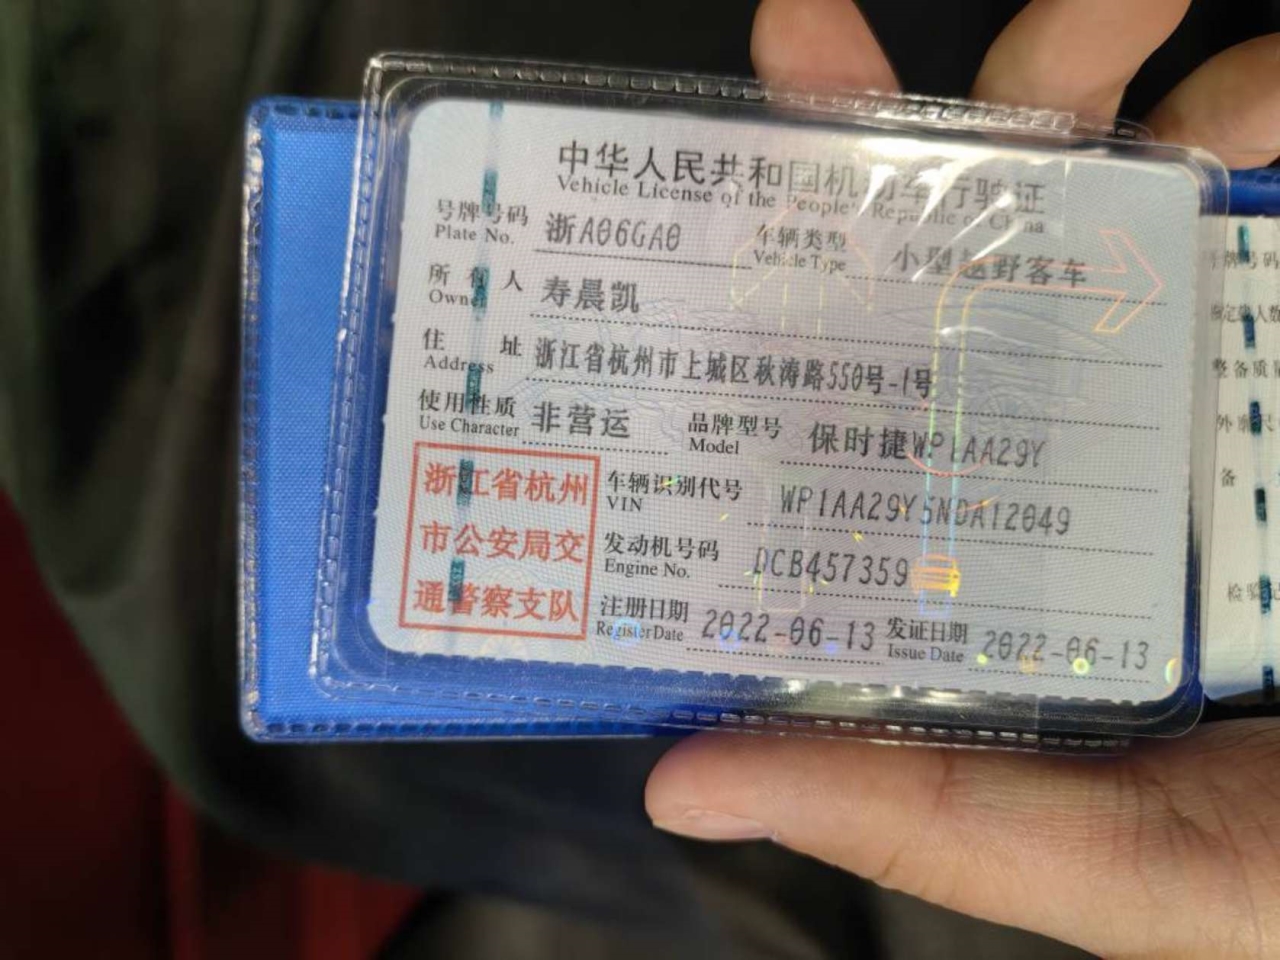 中华人民共和国机动车行驶证
Vehicle License of the People's Republic of China
号牌号码 浙A06GA0 车辆类型 小型越野客车
Plate No. Vehicle Type
所有人 寿晨凯
Owner
住址 浙江省杭州市上城区秋涛路550号-1号
Address
使用性质 非营运 品牌型号 保时捷WP1AA29Y
Use Character Model
浙江省杭州
市公安局交
通警察支队
车辆识别代号 WP1AA29Y5NDA12049
VIN
发动机号码 DCB457359
Engine No.
注册日期 2022-06-13 发证日期 2022-06-13
Register Date Issue Date
号牌号码
整备质
外
备
检验